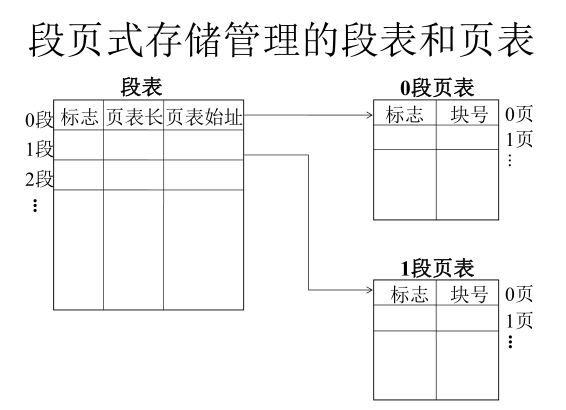 段页式存储管理的段表和页表
段表
标志 页表长 页表始址
0段
1段
2段
⋮
0段页表
标志 块号
0页
1页
⋮
1段页表
标志 块号
0页
1页
⋮